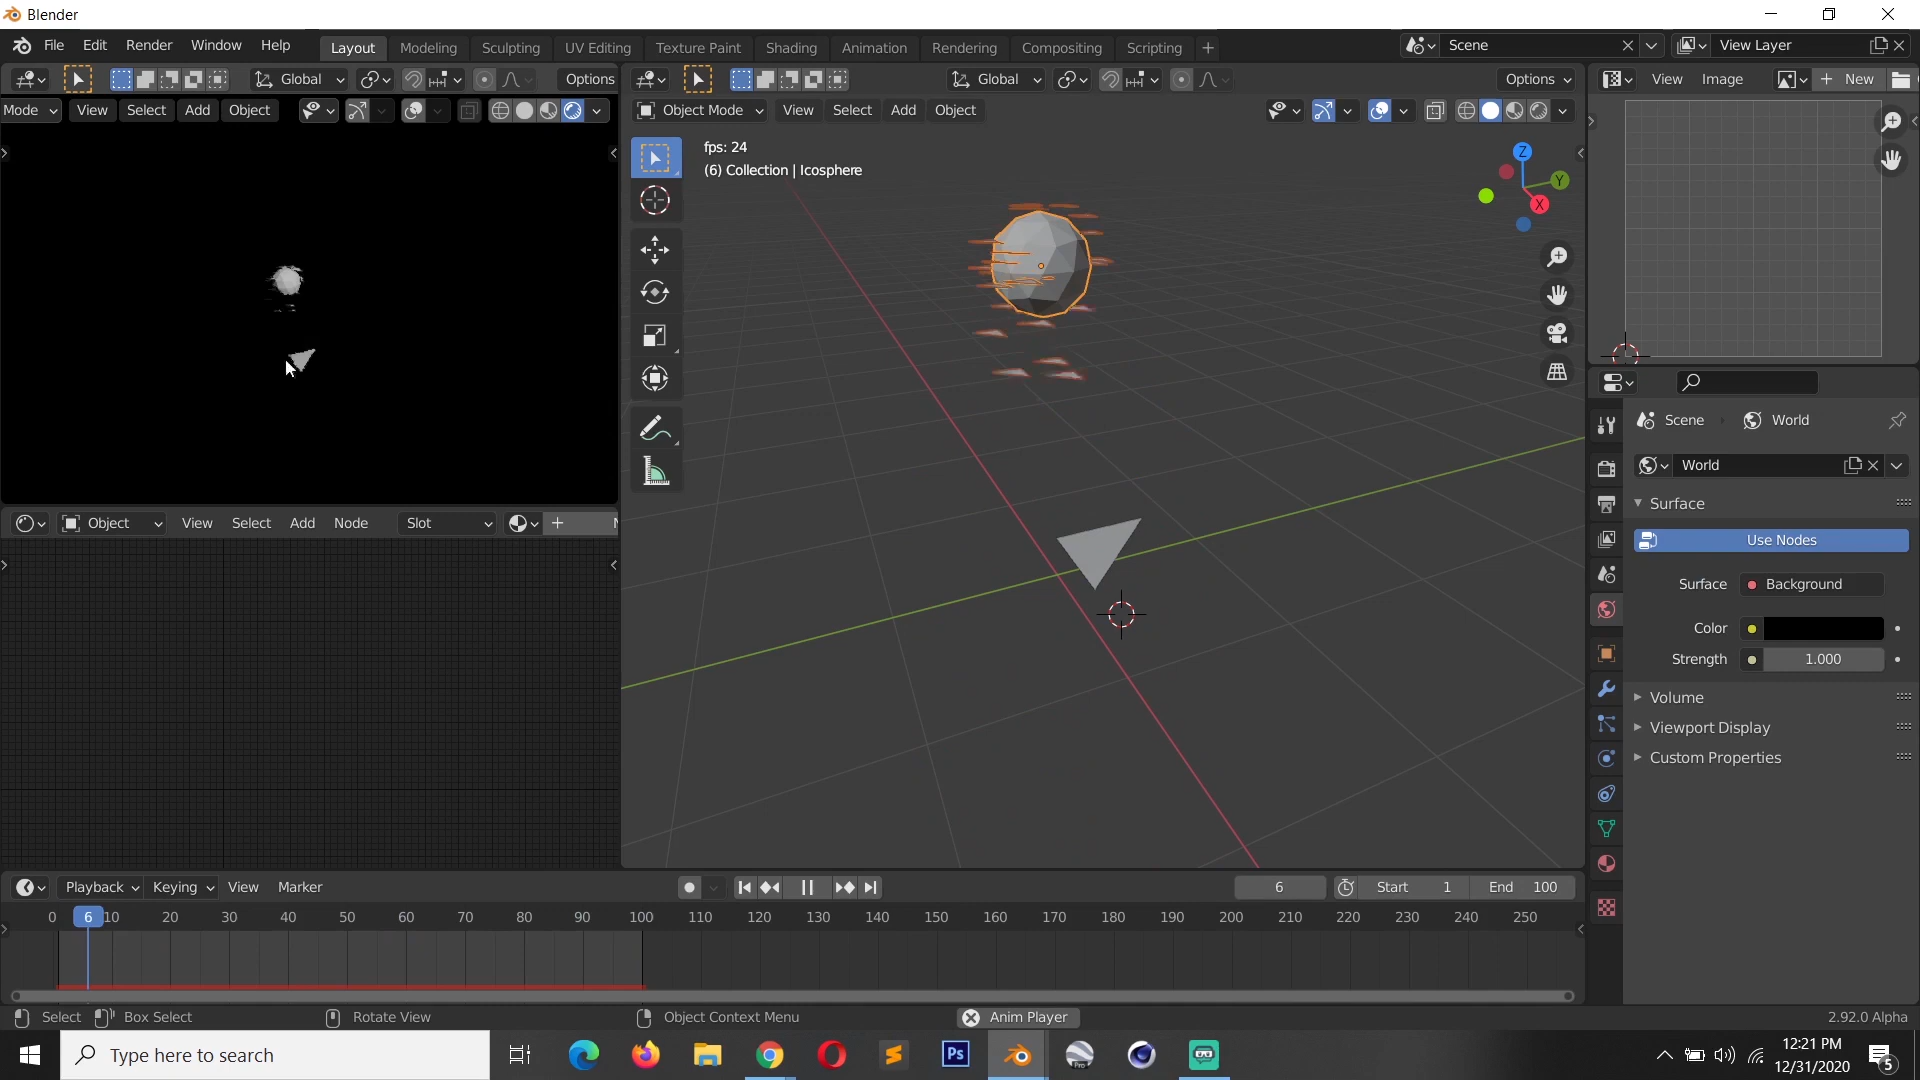 Blender
File Edit Render Window Help Layout Modeling Sculpting UV Editing Texture Paint Shading Animation Rendering Compositing Scripting Scene View Layer
Global Options Global Options View Image New
Mode View Select Add Object Object Mode View Select Add Object
fps: 24
(6) Collection | Icosphere
Z
Y
X
Scene World
World
Surface
Object View Select Add Node Slot
Use Nodes
Surface Background
Color
Strength 1.000
Volume
Viewport Display
Custom Properties
Playback Keying View Marker 6 Start 1 End 100
0 6 10 20 30 40 50 60 70 80 90 100 110 120 130 140 150 160 170 180 190 200 210 220 230 240 250
Select Box Select Rotate View Object Context Menu Anim Player 2.92.0 Alpha
Type here to search
Ps
Pro
12:21 PM
12/31/2020
5